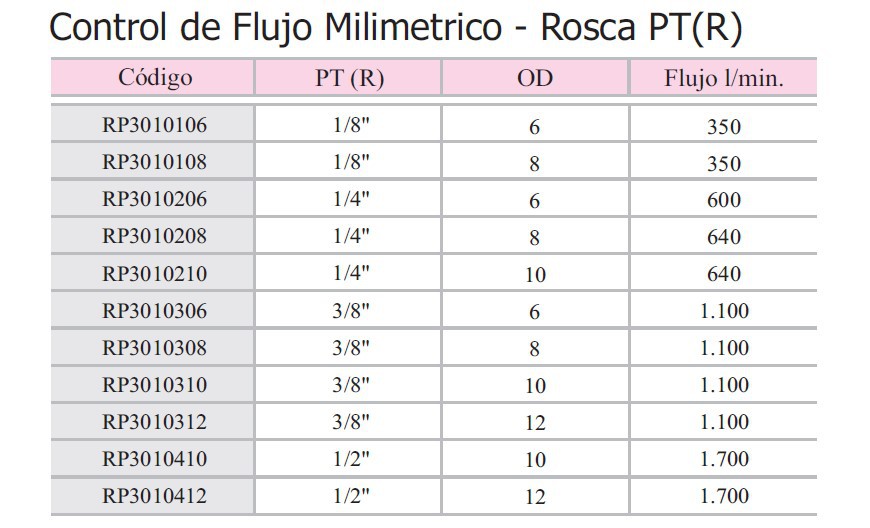 Control de Flujo Milimetrico - Rosca PT(R)
Código PT (R) OD Flujo l/min.
RP3010106 1/8" 6 350
RP3010108 1/8" 8 350
RP3010206 1/4" 6 600
RP3010208 1/4" 8 640
RP3010210 1/4" 10 640
RP3010306 3/8" 6 1.100
RP3010308 3/8" 8 1.100
RP3010310 3/8" 10 1.100
RP3010312 3/8" 12 1.100
RP3010410 1/2" 10 1.700
RP3010412 1/2" 12 1.700